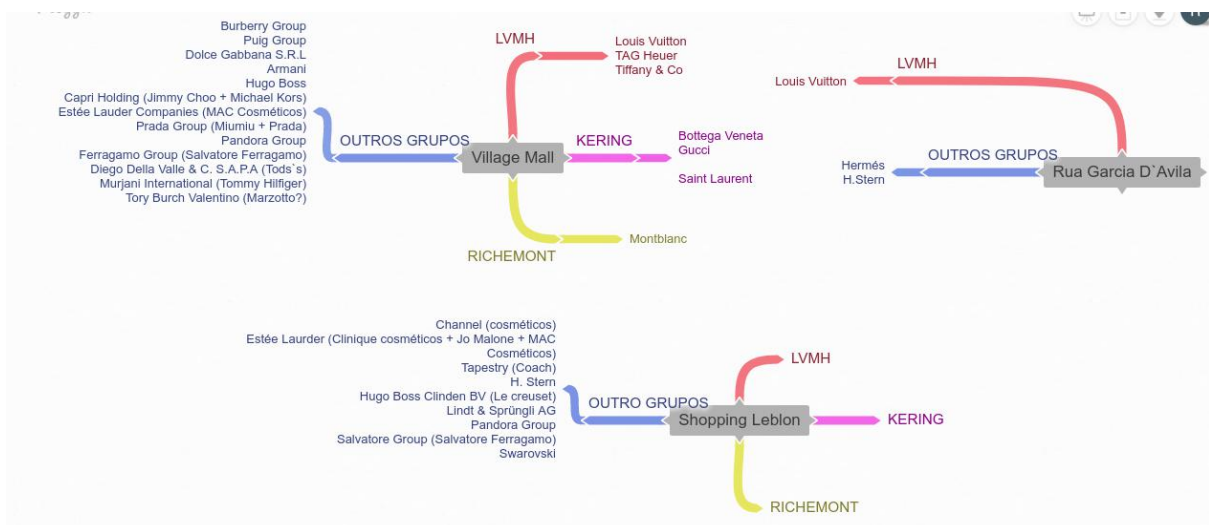 Burberry Group
Puig Group
Dolce Gabbana S.R.L
Armani
Hugo Boss
Capri Holding (Jimmy Choo + Michael Kors)
Estée Lauder Companies (MAC Cosméticos)
Prada Group (Miumiu + Prada)
Pandora Group
Ferragamo Group (Salvatore Ferragamo)
Diego Della Valle & C. S.A.P.A (Tods`s)
Murjani International (Tommy Hilfiger)
Tory Burch Valentino (Marzotto?)
OUTROS GRUPOS
Village Mall
LVMH
Louis Vuitton
TAG Heuer
Tiffany & Co
KERING
Bottega Veneta
Gucci
Saint Laurent
RICHEMONT
Montblanc
LVMH
Louis Vuitton
OUTROS GRUPOS
Hermés
H.Stern
Rua Garcia D`Avila
Channel (cosméticos)
Estée Laurder (Clinique cosméticos + Jo Malone + MAC
Cosméticos)
Tapestry (Coach)
H. Stern
Hugo Boss Clinden BV (Le creuset)
Lindt & Sprüngli AG
Pandora Group
Salvatore Group (Salvatore Ferragamo)
Swarovski
OUTRO GRUPOS
Shopping Leblon
LVMH
KERING
RICHEMONT